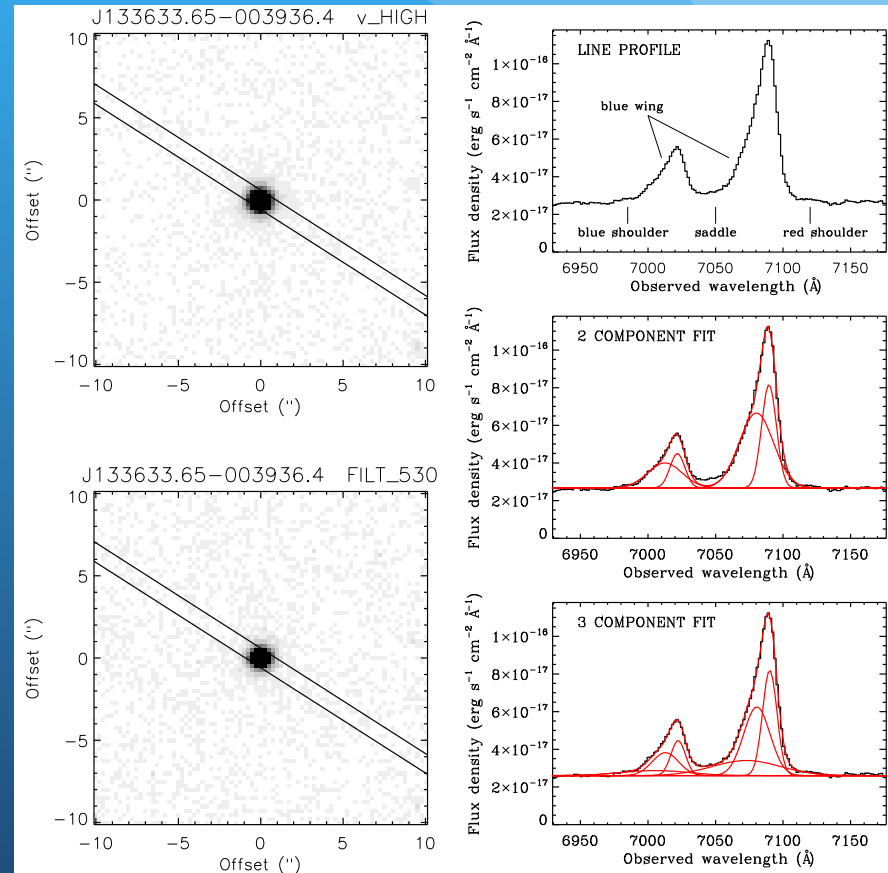 J133633.65−003936.4 v_HIGH
10
5
0
−5
−10
Offset (")
−10 −5 0 5 10
Offset (")
J133633.65−003936.4 FILT_530
10
5
0
−5
−10
Offset (")
−10 −5 0 5 10
Offset (")
LINE PROFILE
blue wing
blue shoulder saddle red shoulder
1×10⁻¹⁶
8×10⁻¹⁷
6×10⁻¹⁷
4×10⁻¹⁷
2×10⁻¹⁷
0
Flux density (erg s⁻¹ cm⁻² Å⁻¹)
6950 7000 7050 7100 7150
Observed wavelength (Å)
2 COMPONENT FIT
1×10⁻¹⁶
8×10⁻¹⁷
6×10⁻¹⁷
4×10⁻¹⁷
2×10⁻¹⁷
0
Flux density (erg s⁻¹ cm⁻² Å⁻¹)
6950 7000 7050 7100 7150
Observed wavelength (Å)
3 COMPONENT FIT
1×10⁻¹⁶
8×10⁻¹⁷
6×10⁻¹⁷
4×10⁻¹⁷
2×10⁻¹⁷
0
Flux density (erg s⁻¹ cm⁻² Å⁻¹)
6950 7000 7050 7100 7150
Observed wavelength (Å)